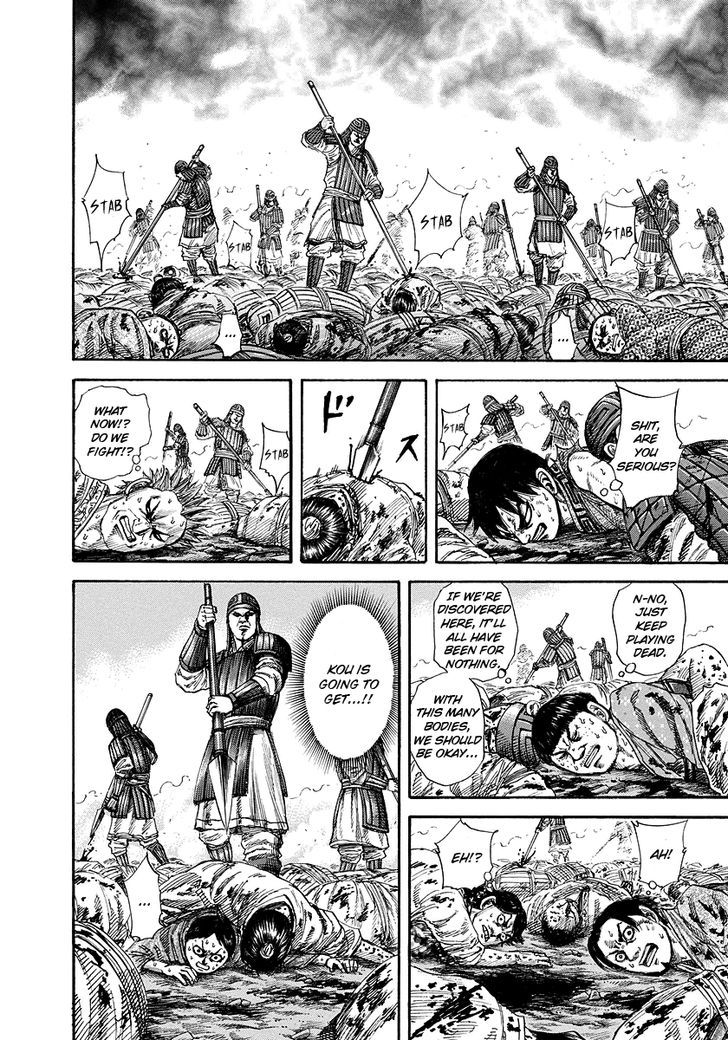 STAB
STAB
STAB
STAB
STAB
...
...
SHIT,
ARE
YOU
SERIOUS?
STAB
ドス
WHAT
NOW!?
DO WE
FIGHT!?
STAB
STAB
N-NO,
JUST
KEEP
PLAYING
DEAD.
IF WE'RE
DISCOVERED
HERE, IT'LL
ALL HAVE
BEEN FOR
NOTHING.
WITH
THIS MANY
BODIES,
WE SHOULD
BE OKAY...
AH!
EH!?
KOU IS
GOING TO
GET...!!
...